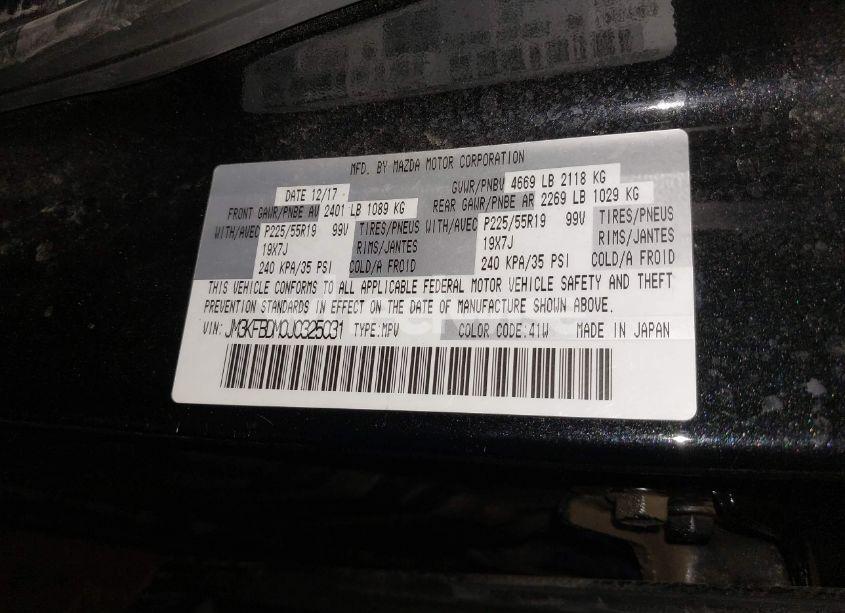 MFD. BY MAZDA MOTOR CORPORATION
DATE 12/17 GVWR/PNBV 4669 LB 2118 KG
FRONT GAWR/PNBE AV 2401 LB 1089 KG REAR GAWR/PNBE AR 2269 LB 1029 KG
WITH/AVEC P225/55R19 99V TIRES/PNEUS WITH/AVEC P225/55R19 99V TIRES/PNEUS
19X7J RIMS/JANTES 19X7J RIMS/JANTES
240 KPA/35 PSI COLD/A FROID 240 KPA/35 PSI COLD/A FROID
THIS VEHICLE CONFORMS TO ALL APPLICABLE FEDERAL MOTOR VEHICLE SAFETY AND THEFT
PREVENTION STANDARDS IN EFFECT ON THE DATE OF MANUFACTURE SHOWN ABOVE.
VIN: JM3KFBDM0J0325031 TYPE:MPV COLOR CODE:41W MADE IN JAPAN